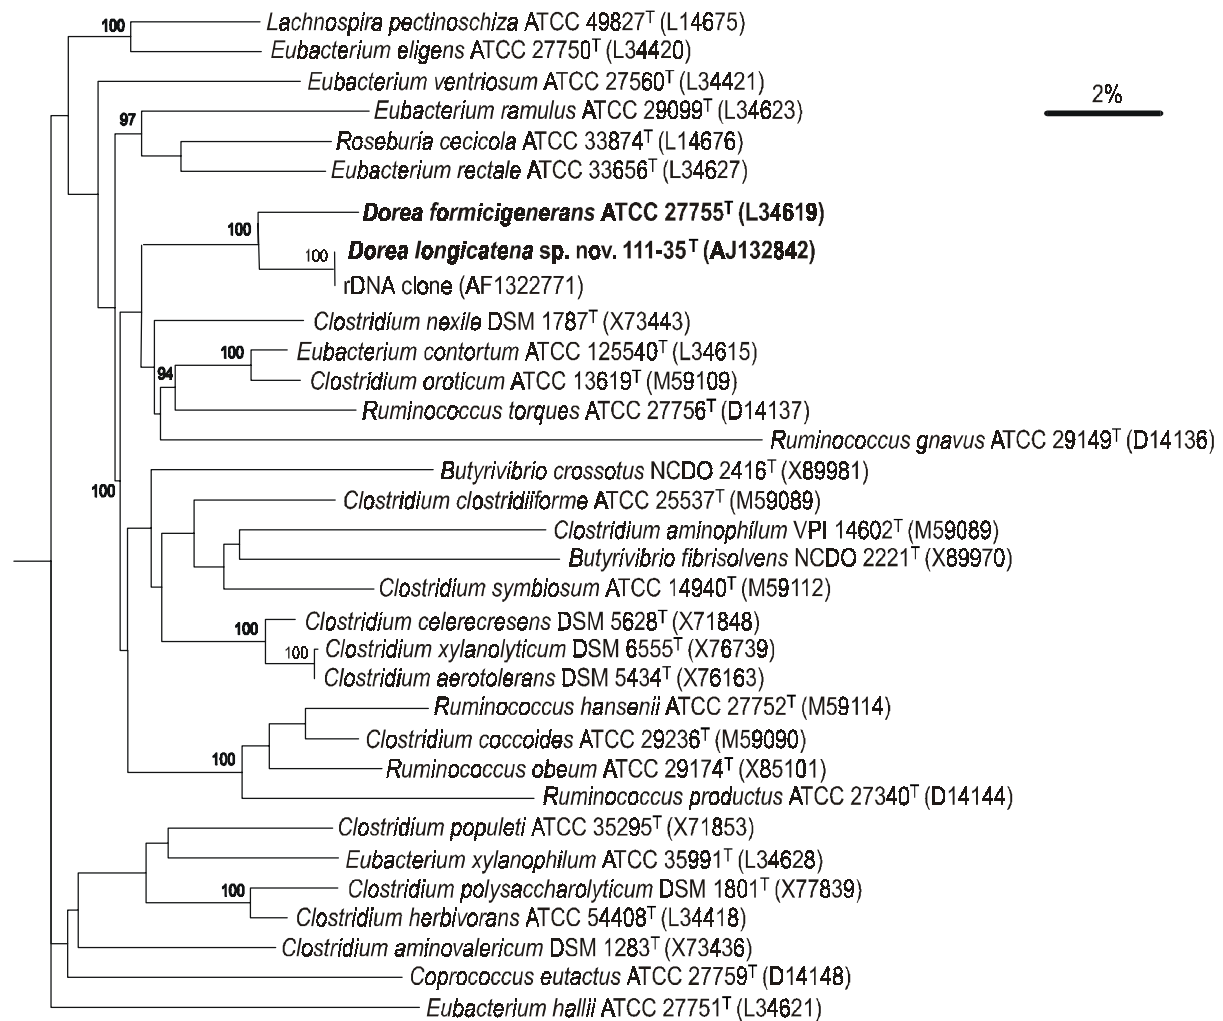 100 Lachnospira pectinoschiza ATCC 49827ᵀ (L14675)
Eubacterium eligens ATCC 27750ᵀ (L34420)
Eubacterium ventriosum ATCC 27560ᵀ (L34421)
2%
97 Eubacterium ramulus ATCC 29099ᵀ (L34623)
Roseburia cecicola ATCC 33874ᵀ (L14676)
Eubacterium rectale ATCC 33656ᵀ (L34627)
Dorea formicigenerans ATCC 27755ᵀ (L34619)
100
100 Dorea longicatena sp. nov. 111-35ᵀ (AJ132842)
rDNA clone (AF1322771)
Clostridium nexile DSM 1787ᵀ (X73443)
100 Eubacterium contortum ATCC 125540ᵀ (L34615)
94 Clostridium oroticum ATCC 13619ᵀ (M59109)
Ruminococcus torques ATCC 27756ᵀ (D14137)
Ruminococcus gnavus ATCC 29149ᵀ (D14136)
Butyrivibrio crossotus NCDO 2416ᵀ (X89981)
100
Clostridium clostridiiforme ATCC 25537ᵀ (M59089)
Clostridium aminophilum VPI 14602ᵀ (M59089)
Butyrivibrio fibrisolvens NCDO 2221ᵀ (X89970)
Clostridium symbiosum ATCC 14940ᵀ (M59112)
100 Clostridium celerecresens DSM 5628ᵀ (X71848)
100 Clostridium xylanolyticum DSM 6555ᵀ (X76739)
Clostridium aerotolerans DSM 5434ᵀ (X76163)
Ruminococcus hansenii ATCC 27752ᵀ (M59114)
Clostridium coccoides ATCC 29236ᵀ (M59090)
100 Ruminococcus obeum ATCC 29174ᵀ (X85101)
Ruminococcus productus ATCC 27340ᵀ (D14144)
Clostridium populeti ATCC 35295ᵀ (X71853)
Eubacterium xylanophilum ATCC 35991ᵀ (L34628)
100 Clostridium polysaccharolyticum DSM 1801ᵀ (X77839)
Clostridium herbivorans ATCC 54408ᵀ (L34418)
Clostridium aminovalericum DSM 1283ᵀ (X73436)
Coprococcus eutactus ATCC 27759ᵀ (D14148)
Eubacterium hallii ATCC 27751ᵀ (L34621)